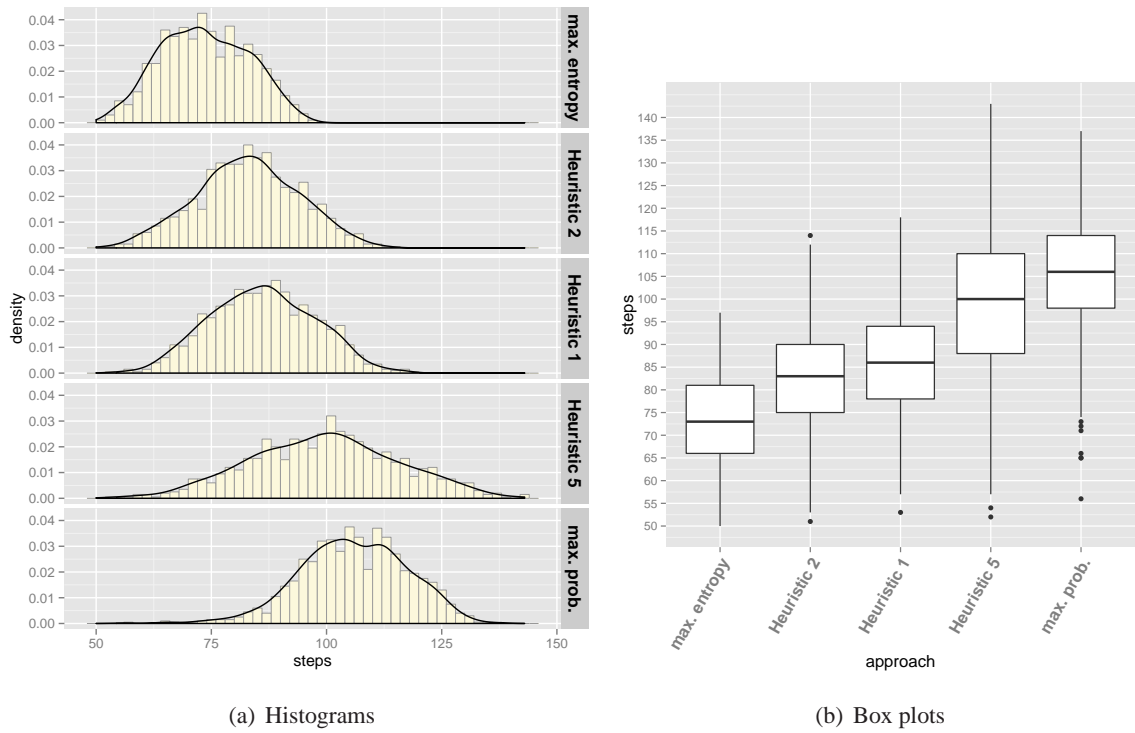 density
0.04
0.03
0.02
0.01
0.00
max. entropy
0.04
0.03
0.02
0.01
0.00
Heuristic 2
0.04
0.03
0.02
0.01
0.00
Heuristic 1
0.04
0.03
0.02
0.01
0.00
Heuristic 5
0.04
0.03
0.02
0.01
0.00
max. prob.
50 75 100 125 150
steps
(a) Histograms
steps
140
135
130
125
120
115
110
105
100
95
90
85
80
75
70
65
60
55
50
max. entropy
Heuristic 2
Heuristic 1
Heuristic 5
max. prob.
approach
(b) Box plots